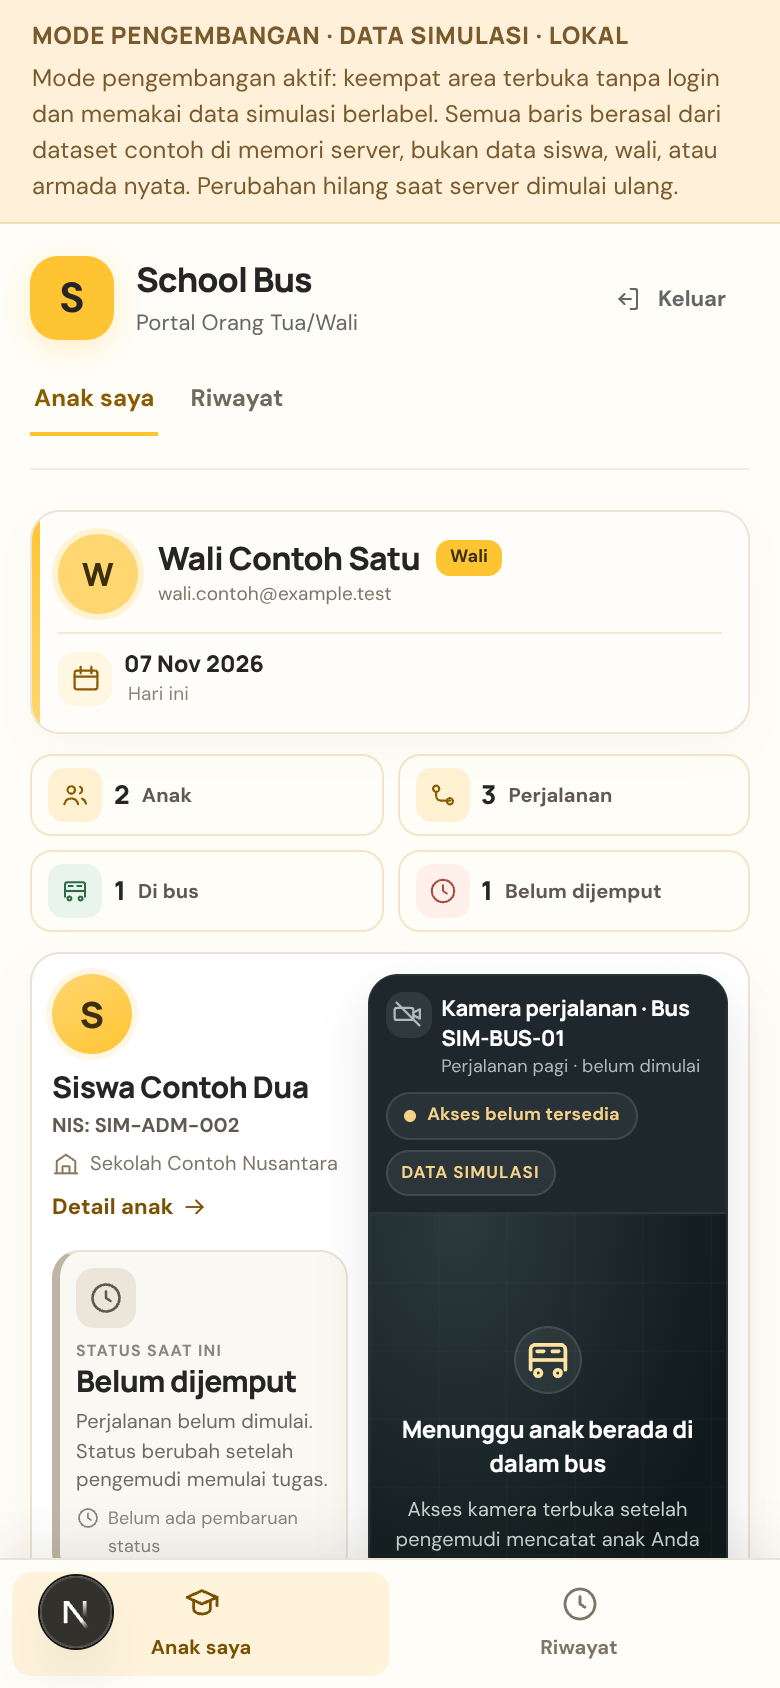 MODE PENGEMBANGAN · DATA SIMULASI · LOKAL
Mode pengembangan aktif: keempat area terbuka tanpa login
dan memakai data simulasi berlabel. Semua baris berasal dari
dataset contoh di memori server, bukan data siswa, wali, atau
armada nyata. Perubahan hilang saat server dimulai ulang.
S
School Bus
Portal Orang Tua/Wali
Keluar
Anak saya
Riwayat
W
Wali Contoh Satu
Wali
wali.contoh@example.test
07 Nov 2026
Hari ini
2 Anak
3 Perjalanan
1 Di bus
1 Belum dijemput
S
Siswa Contoh Dua
NIS: SIM-ADM-002
Sekolah Contoh Nusantara
Detail anak →
STATUS SAAT INI
Belum dijemput
Perjalanan belum dimulai.
Status berubah setelah
pengemudi memulai tugas.
Belum ada pembaruan
status
Kamera perjalanan · Bus
SIM-BUS-01
Perjalanan pagi · belum dimulai
Akses belum tersedia
DATA SIMULASI
Menunggu anak berada di
dalam bus
Akses kamera terbuka setelah
pengemudi mencatat anak Anda
N
Anak saya
Riwayat